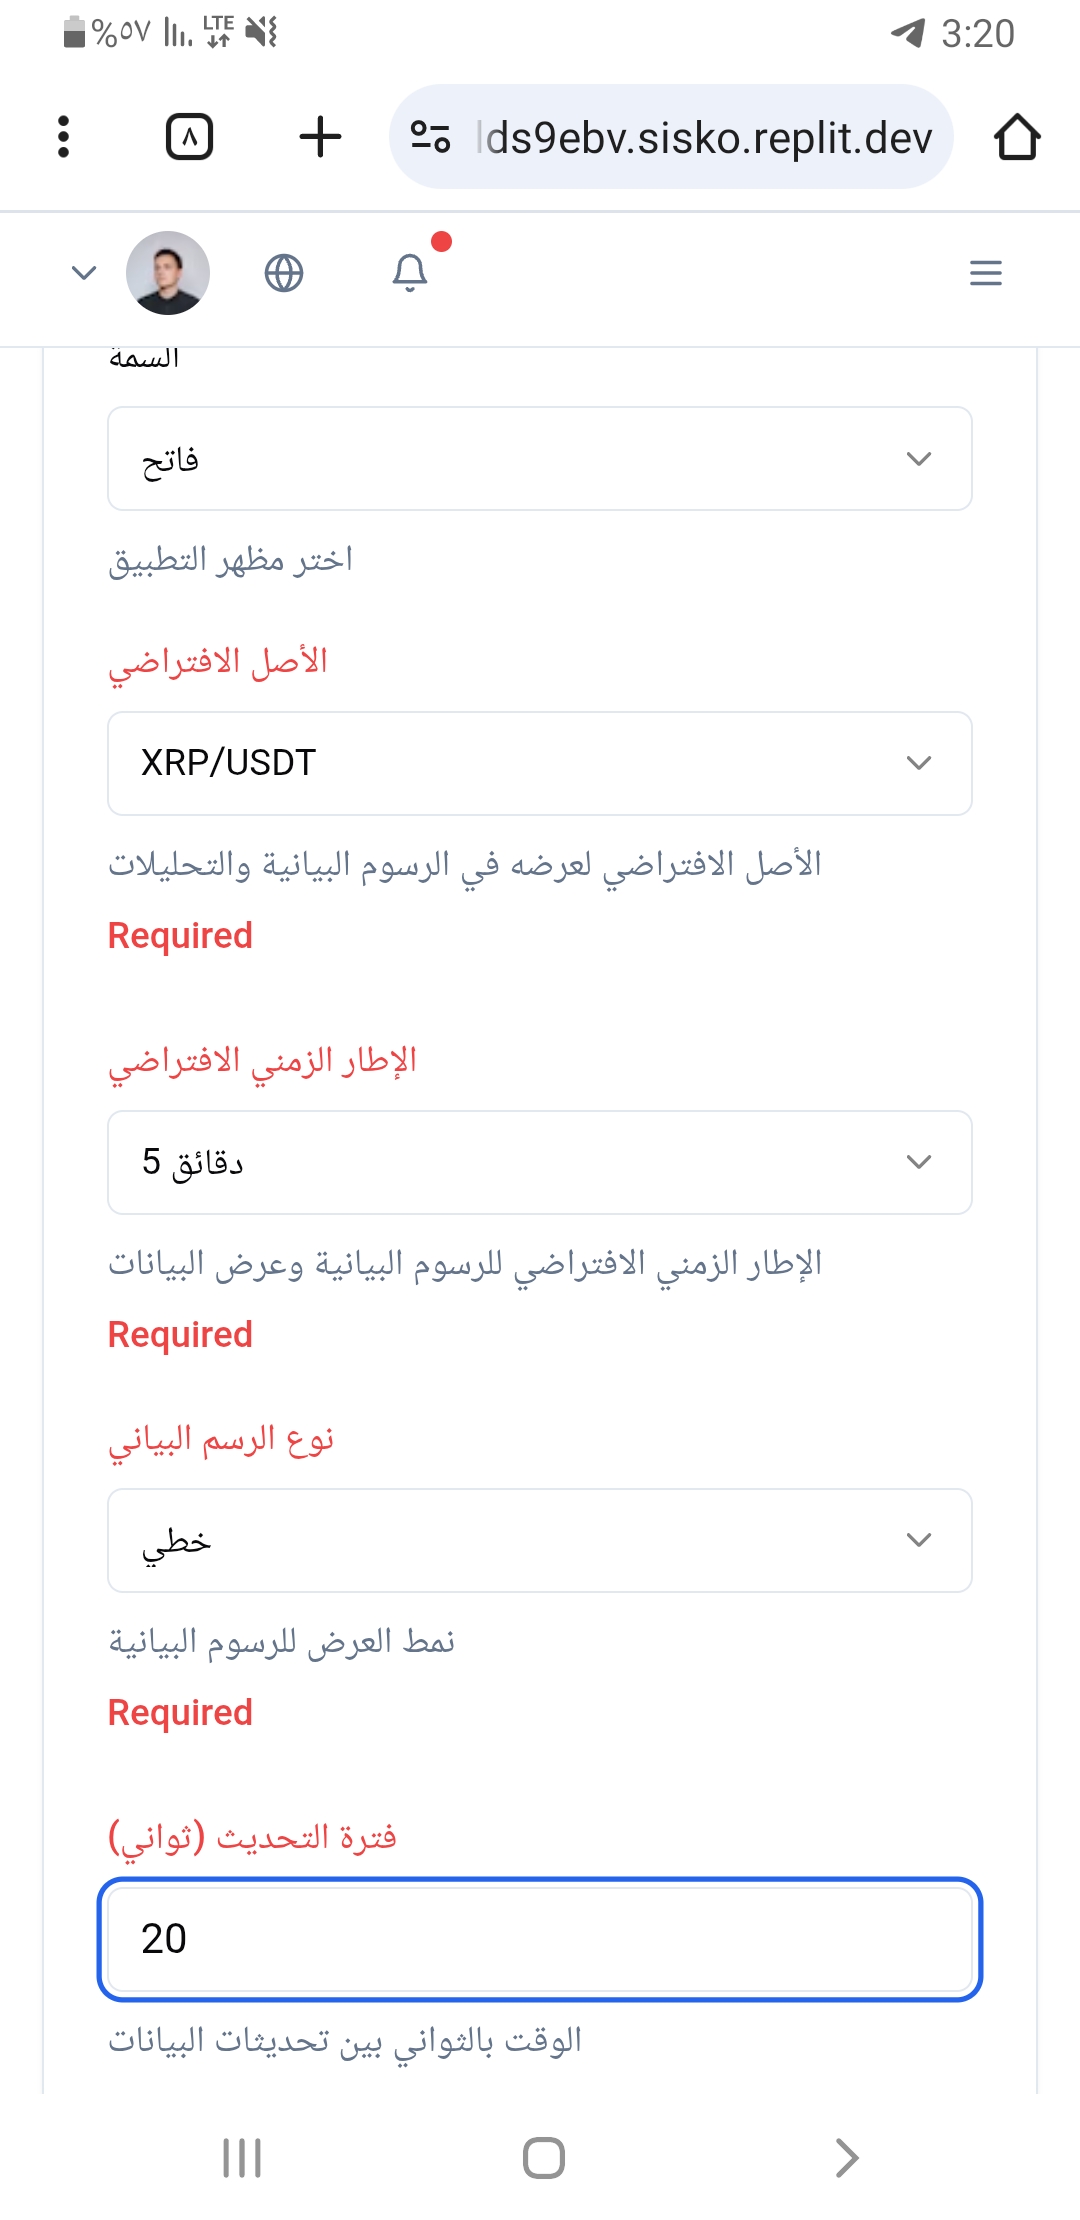 %٥٧ LTE 3:20
٨ lds9ebv.sisko.replit.dev
السمة
فاتح
اختر مظهر التطبيق
الأصل الافتراضي
XRP/USDT
الأصل الافتراضي لعرضه في الرسوم البيانية والتحليلات
Required
الإطار الزمني الافتراضي
5 دقائق
الإطار الزمني الافتراضي للرسوم البيانية وعرض البيانات
Required
نوع الرسم البياني
خطي
نمط العرض للرسوم البيانية
Required
فترة التحديث (ثواني)
20
الوقت بالثواني بين تحديثات البيانات